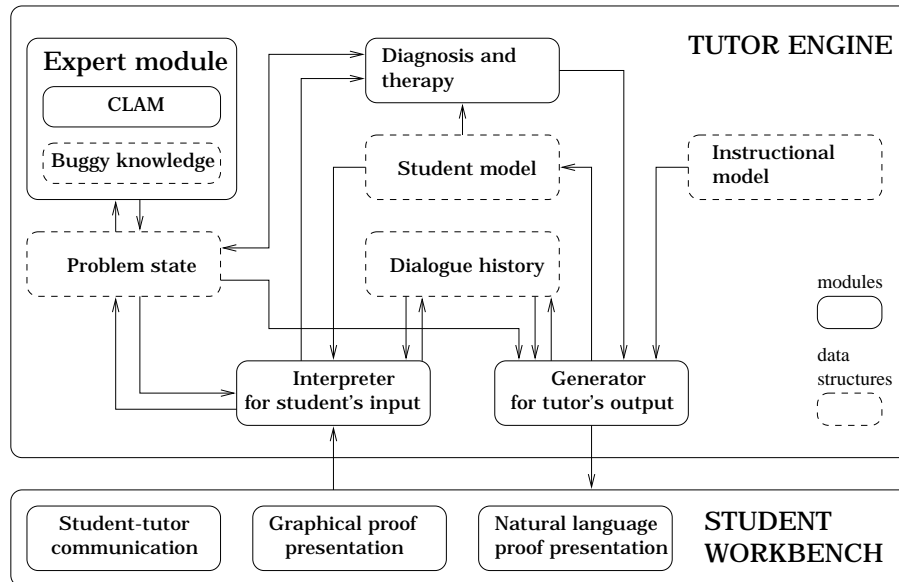 TUTOR ENGINE
Expert module
CLAM
Buggy knowledge
Diagnosis and
therapy
Student model
Instructional
model
Problem state
Dialogue history
modules
data
structures
Interpreter
for student's input
Generator
for tutor's output
Student-tutor
communication
Graphical proof
presentation
Natural language
proof presentation
STUDENT
WORKBENCH